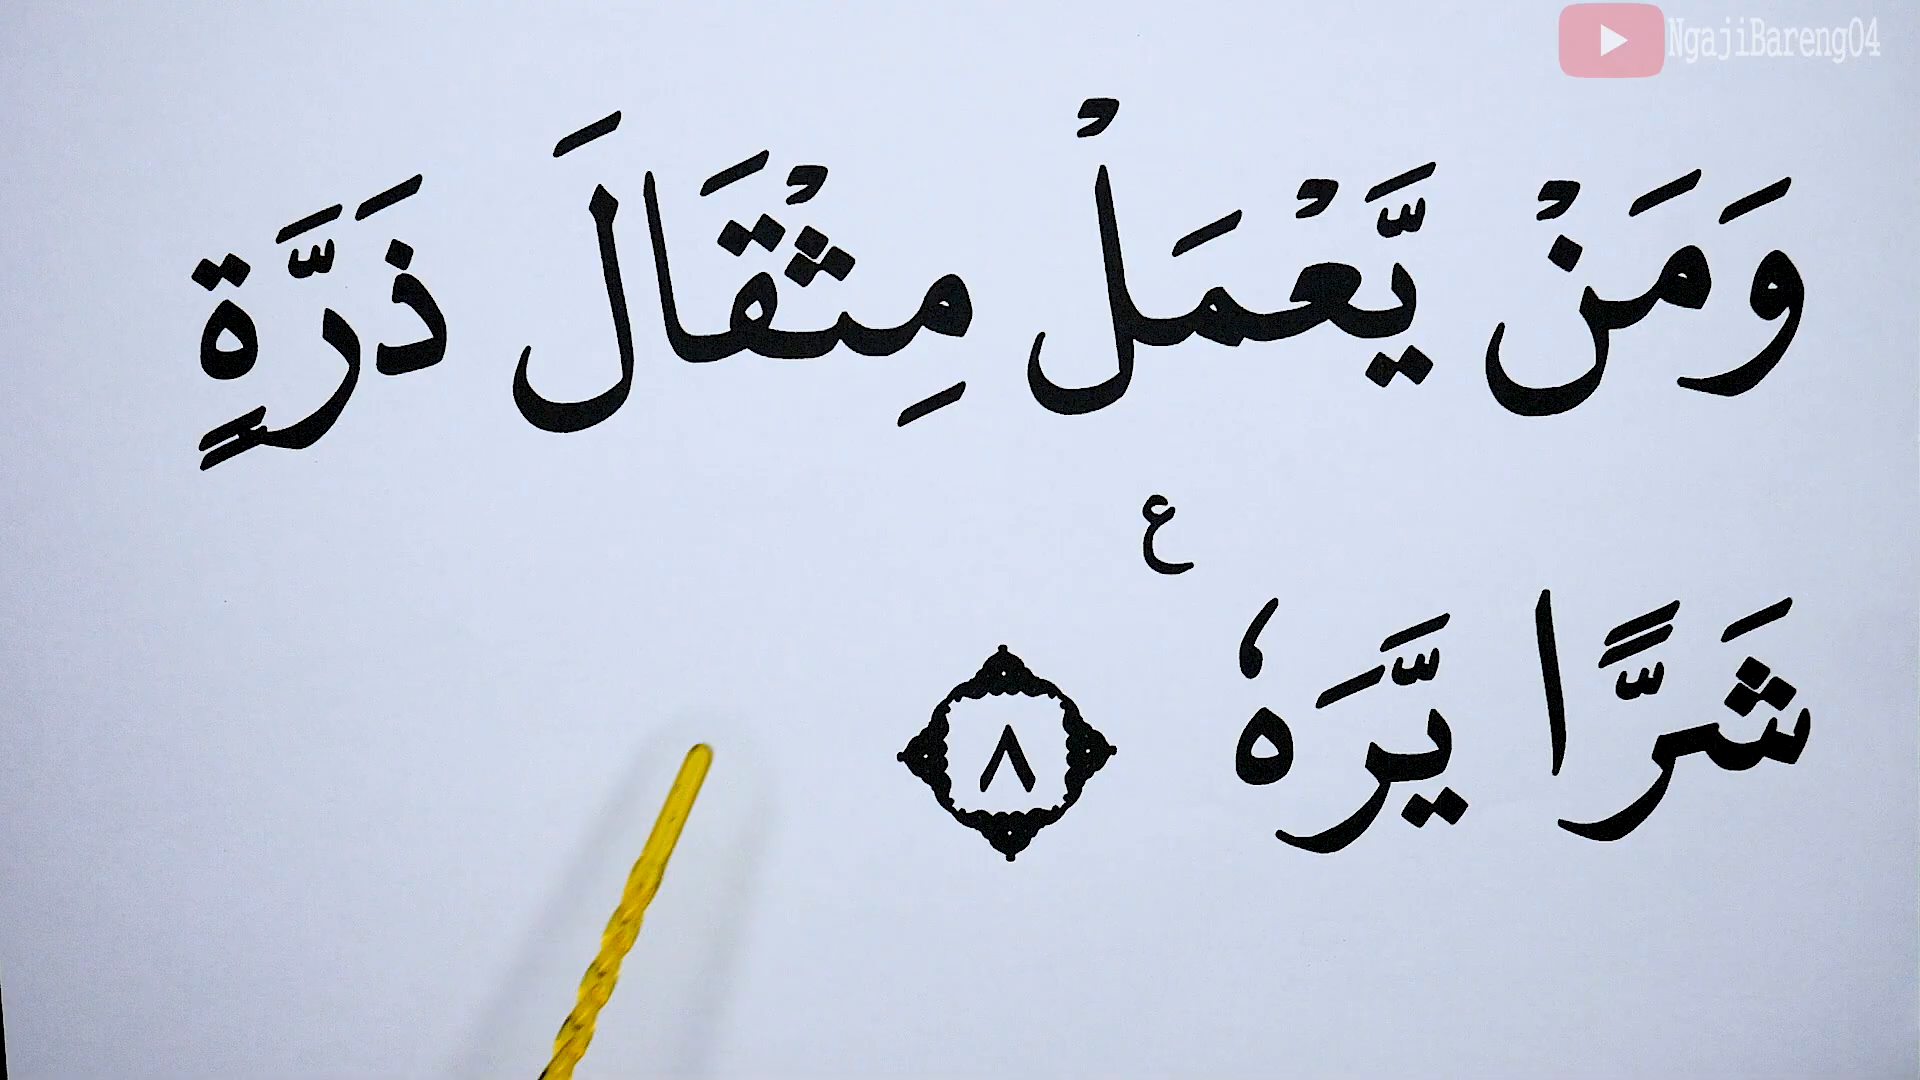 NgajiBareng04
وَمَنْ يَّعْمَلْ مِثْقَالَ ذَرَّةٍ
ع
شَرًّا يَّرَهٗ ٨